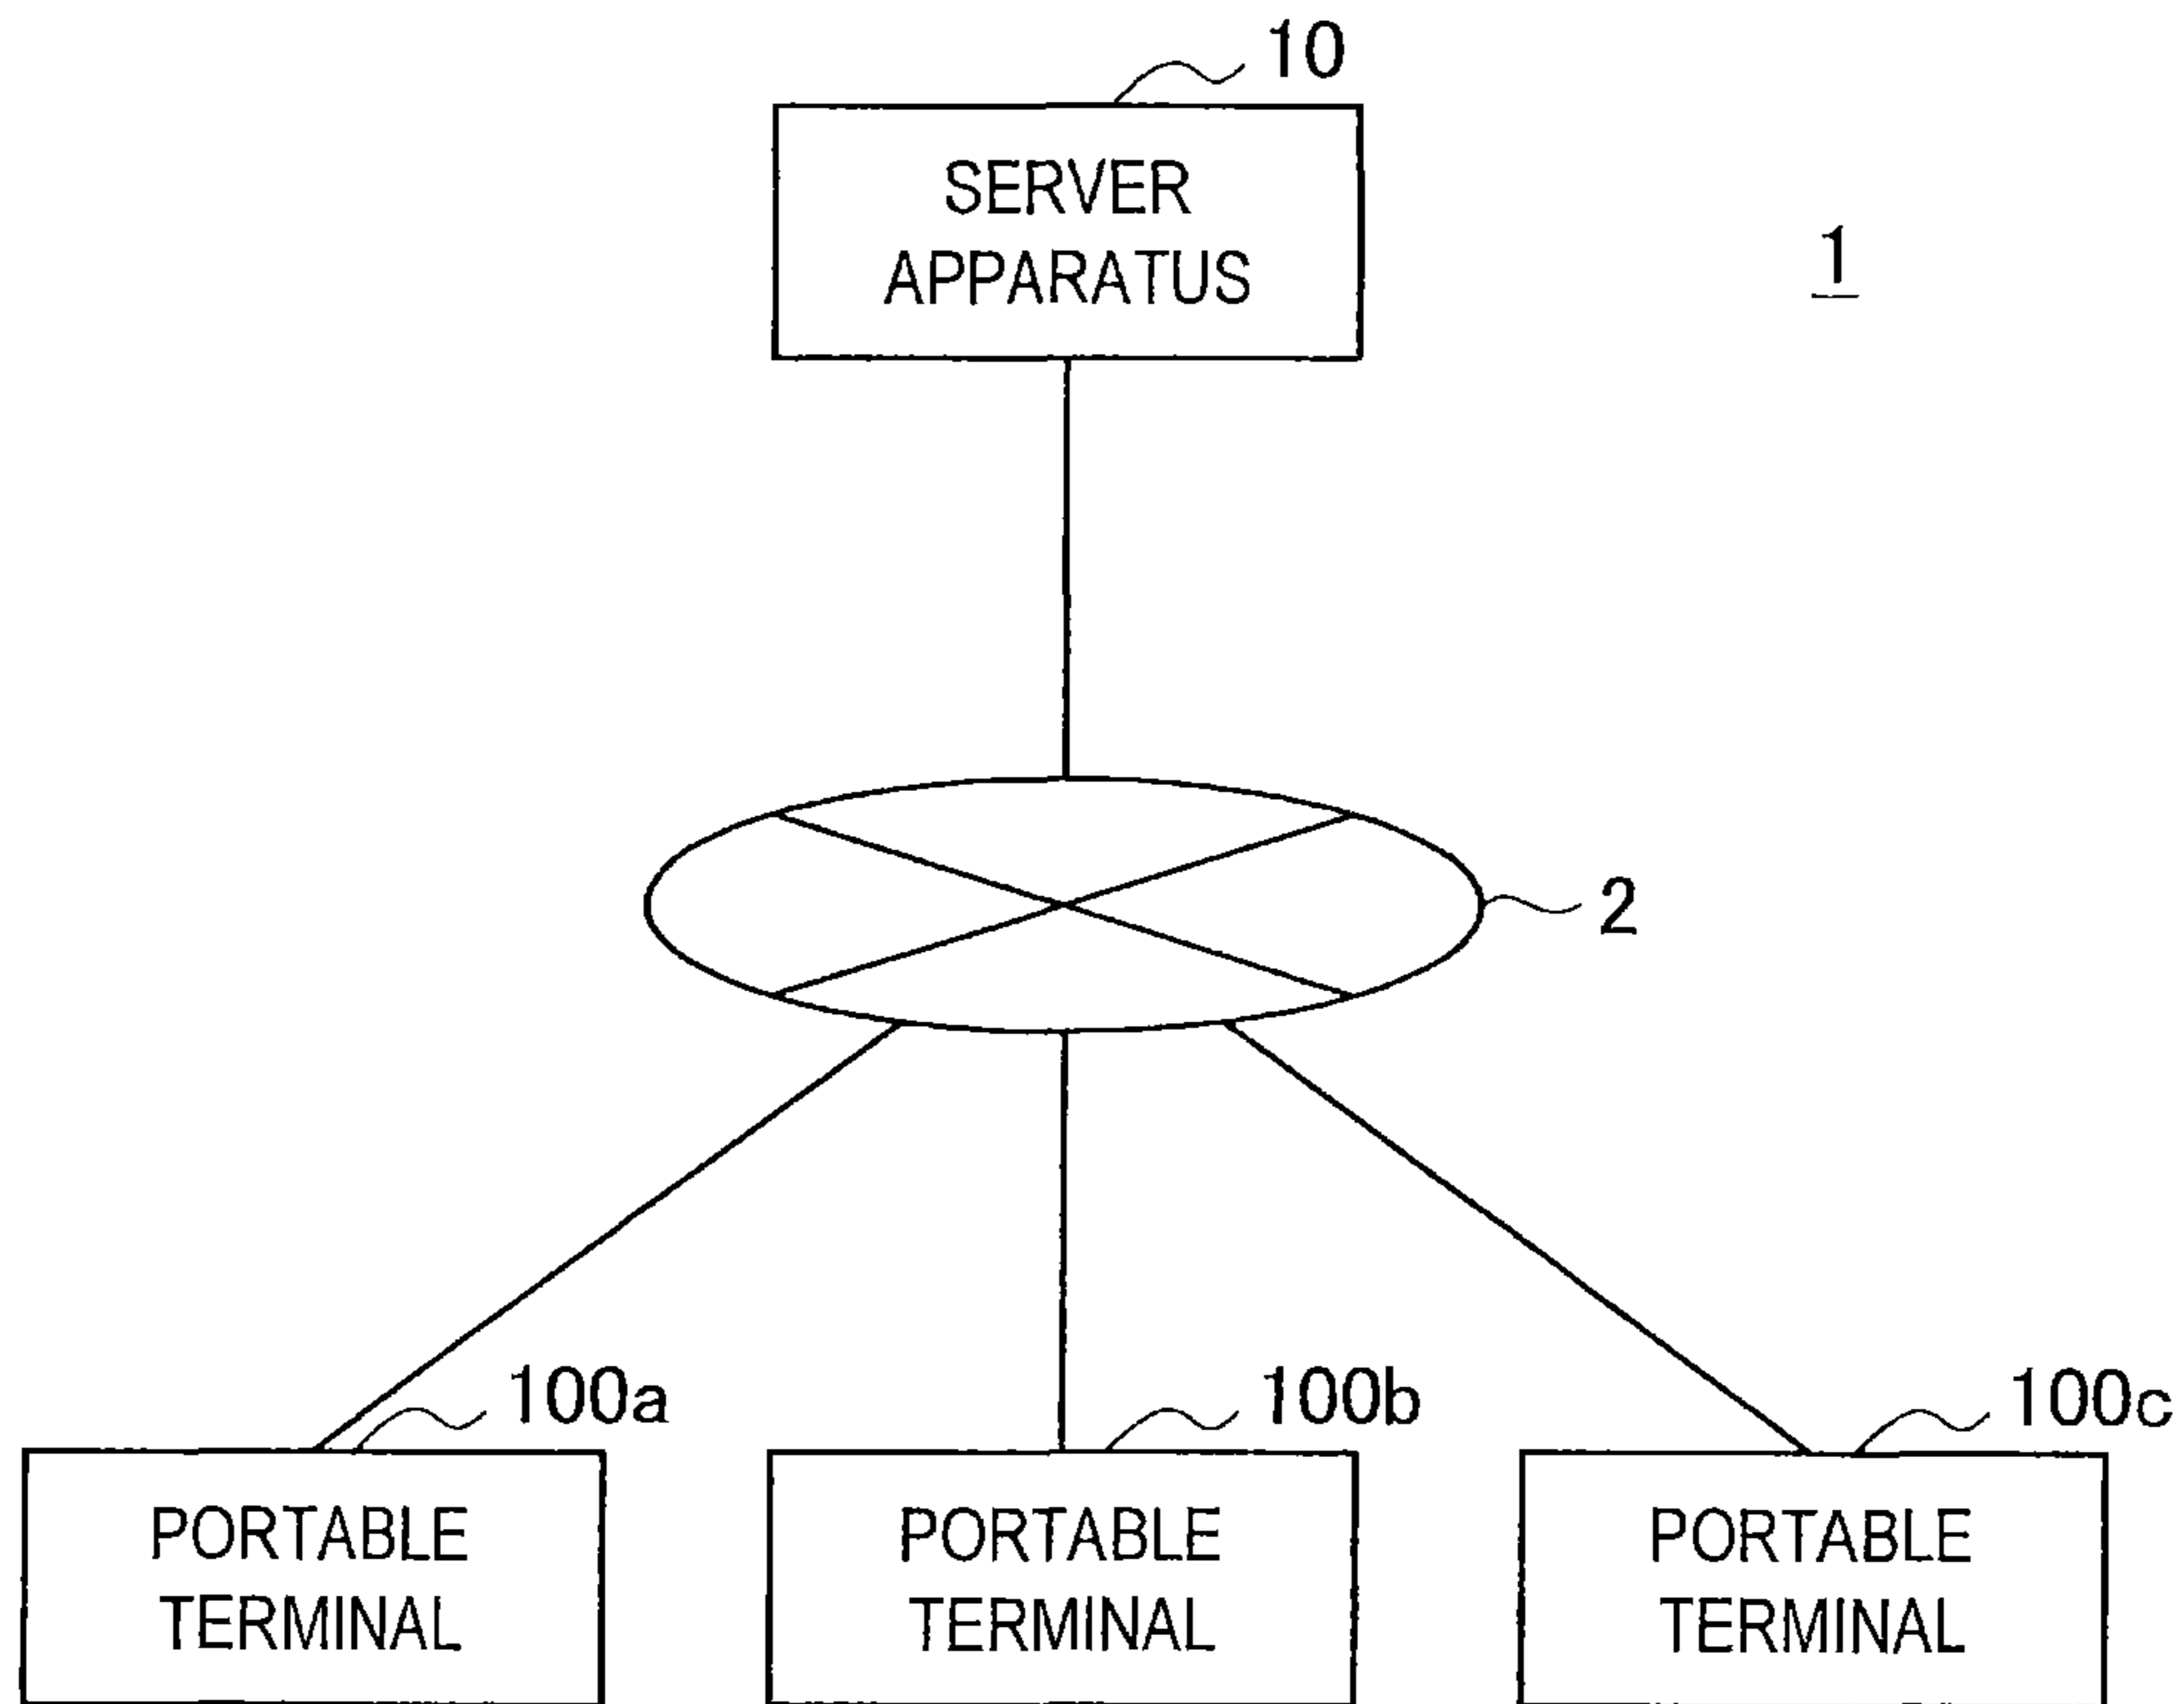 10
SERVER
APPARATUS
1
2
100a
100b
100c
PORTABLE
TERMINAL
PORTABLE
TERMINAL
PORTABLE
TERMINAL